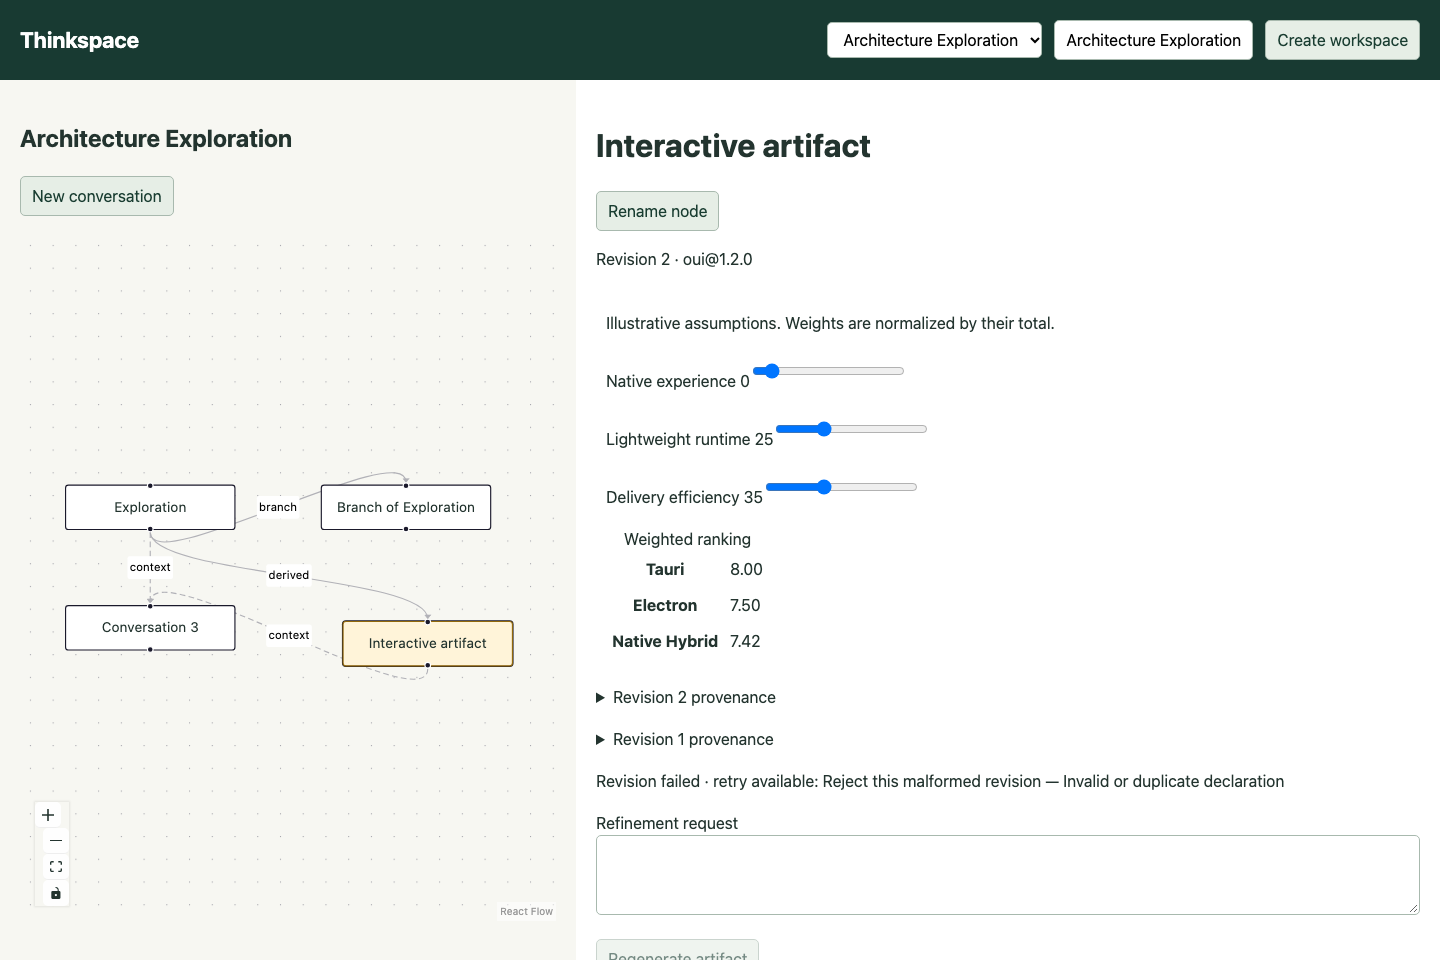 Thinkspace
Architecture Exploration
Architecture Exploration
Create workspace
Architecture Exploration
New conversation
Exploration
branch
Branch of Exploration
context
derived
Conversation 3
context
Interactive artifact
React Flow
Interactive artifact
Rename node
Revision 2 · oui@1.2.0
Illustrative assumptions. Weights are normalized by their total.
Native experience 0
Lightweight runtime 25
Delivery efficiency 35
Weighted ranking
Tauri 8.00
Electron 7.50
Native Hybrid 7.42
Revision 2 provenance
Revision 1 provenance
Revision failed · retry available: Reject this malformed revision — Invalid or duplicate declaration
Refinement request
Regenerate artifact